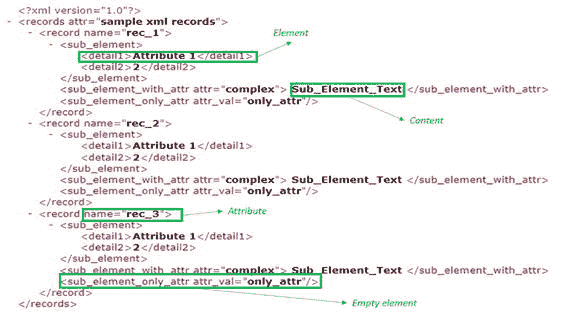 <?xml version="1.0"?>
- <records attr="sample xml records">
- <record name="rec_1">
Element
- <sub_element>
<detail1>Attribute 1</detail1>
<detail2>2</detail2>
</sub_element>
<sub_element_with_attr attr="complex"> Sub_Element_Text </sub_element_with_attr>
<sub_element_only_attr attr_val="only_attr"/>
</record>
Content
- <record name="rec_2">
- <sub_element>
<detail1>Attribute 1</detail1>
<detail2>2</detail2>
</sub_element>
<sub_element_with_attr attr="complex"> Sub_Element_Text </sub_element_with_attr>
<sub_element_only_attr attr_val="only_attr"/>
</record>
- <record name="rec_3">
Attribute
- <sub_element>
<detail1>Attribute 1</detail1>
<detail2>2</detail2>
</sub_element>
<sub_element_with_attr attr="complex"> Sub_Element_Text </sub_element_with_attr>
<sub_element_only_attr attr_val="only_attr"/>
</record>
Empty element
</records>